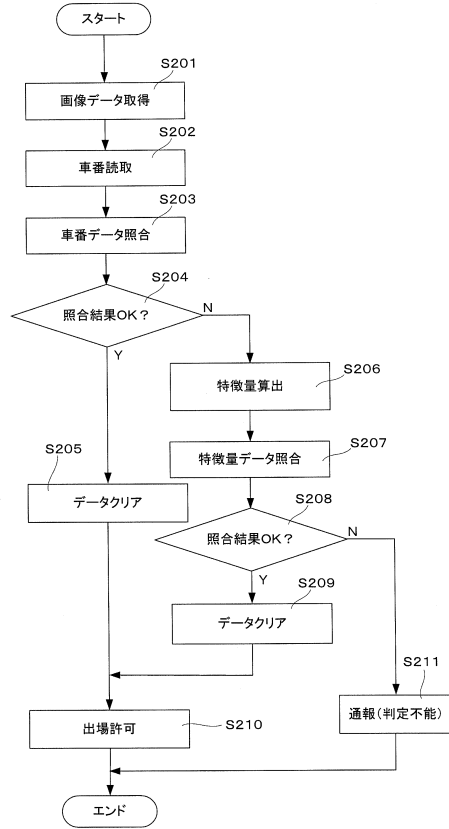 スタート
S201
画像データ取得
S202
車番読取
S203
車番データ照合
S204
照合結果OK？
N
Y
S206
特徴量算出
S207
特徴量データ照合
S205
データクリア
S208
照合結果OK？
N
Y
S209
データクリア
S211
通報(判定不能)
出場許可
S210
エンド